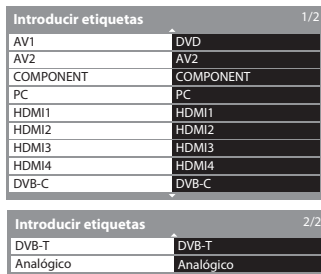 Introducir etiquetas 1/2
AV1 DVD
AV2 AV2
COMPONENT COMPONENT
PC PC
HDMI1 HDMI1
HDMI2 HDMI2
HDMI3 HDMI3
HDMI4 HDMI4
DVB-C DVB-C
Introducir etiquetas 2/2
DVB-T DVB-T
Analógico Analógico